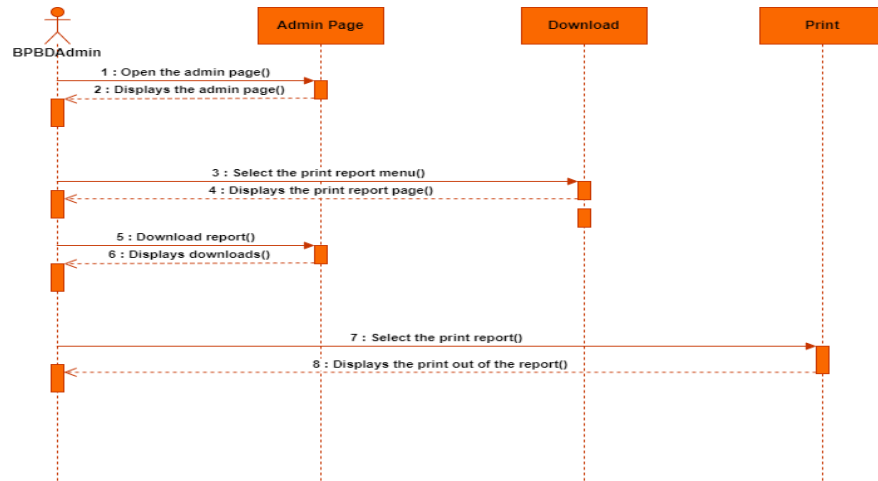 Admin Page
Download
Print
BPBDAdmin
1 : Open the admin page()
2 : Displays the admin page()
3 : Select the print report menu()
4 : Displays the print report page()
5 : Download report()
6 : Displays downloads()
7 : Select the print report()
8 : Displays the print out of the report()